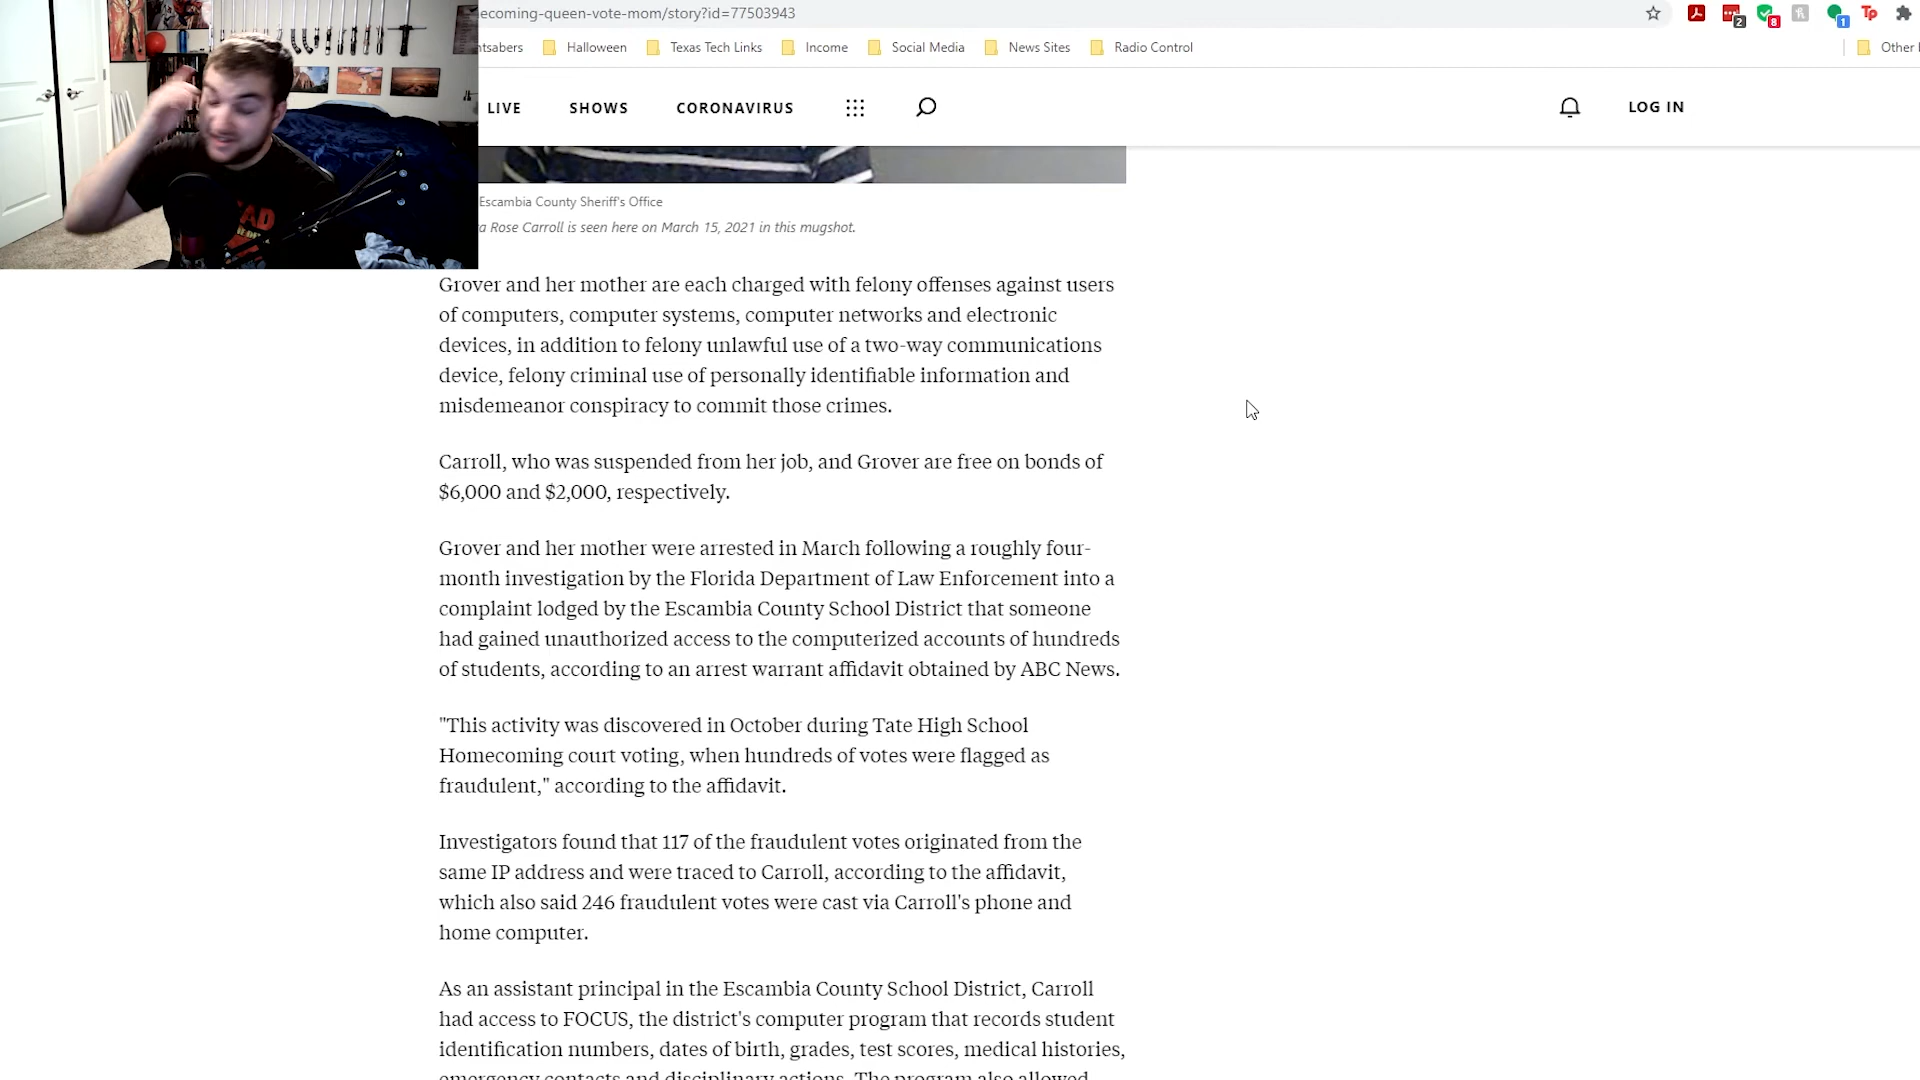 ecoming-queen-vote-mom/story?id=77503943
2
8
1
Tp
ntsabers
Halloween
Texas Tech Links
Income
Social Media
News Sites
Radio Control
Other
LIVE
SHOWS
CORONAVIRUS
LOG IN
Escambia County Sheriff's Office
a Rose Carroll is seen here on March 15, 2021 in this mugshot.
Grover and her mother are each charged with felony offenses against users
of computers, computer systems, computer networks and electronic
devices, in addition to felony unlawful use of a two-way communications
device, felony criminal use of personally identifiable information and
misdemeanor conspiracy to commit those crimes.
Carroll, who was suspended from her job, and Grover are free on bonds of
$6,000 and $2,000, respectively.
Grover and her mother were arrested in March following a roughly four-
month investigation by the Florida Department of Law Enforcement into a
complaint lodged by the Escambia County School District that someone
had gained unauthorized access to the computerized accounts of hundreds
of students, according to an arrest warrant affidavit obtained by ABC News.
"This activity was discovered in October during Tate High School
Homecoming court voting, when hundreds of votes were flagged as
fraudulent," according to the affidavit.
Investigators found that 117 of the fraudulent votes originated from the
same IP address and were traced to Carroll, according to the affidavit,
which also said 246 fraudulent votes were cast via Carroll's phone and
home computer.
As an assistant principal in the Escambia County School District, Carroll
had access to FOCUS, the district's computer program that records student
identification numbers, dates of birth, grades, test scores, medical histories,
emergency contacts and disciplinary actions. The program also allowed